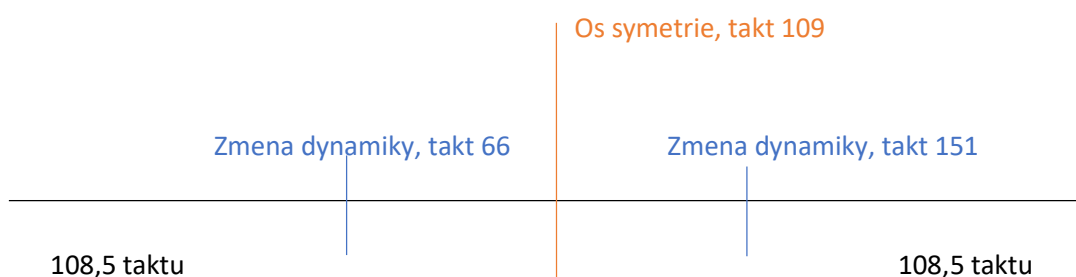 Os symetrie, takt 109
Zmena dynamiky, takt 66
Zmena dynamiky, takt 151
108,5 taktu
108,5 taktu